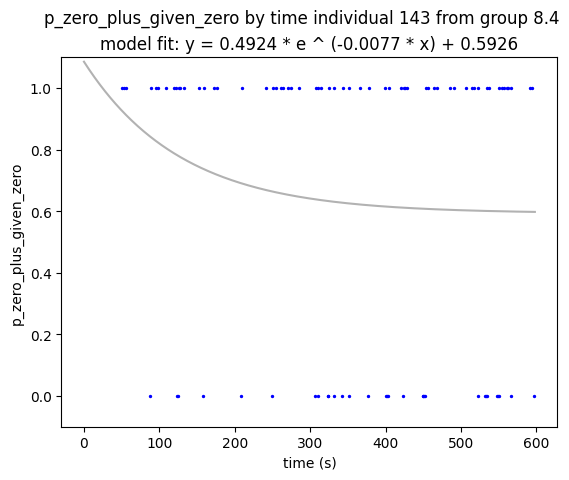 p_zero_plus_given_zero by time individual 143 from group 8.4
model fit: y = 0.4924 * e ^ (-0.0077 * x) + 0.5926
1.0
0.8
0.6
0.4
0.2
0.0
p_zero_plus_given_zero
0 100 200 300 400 500 600
time (s)